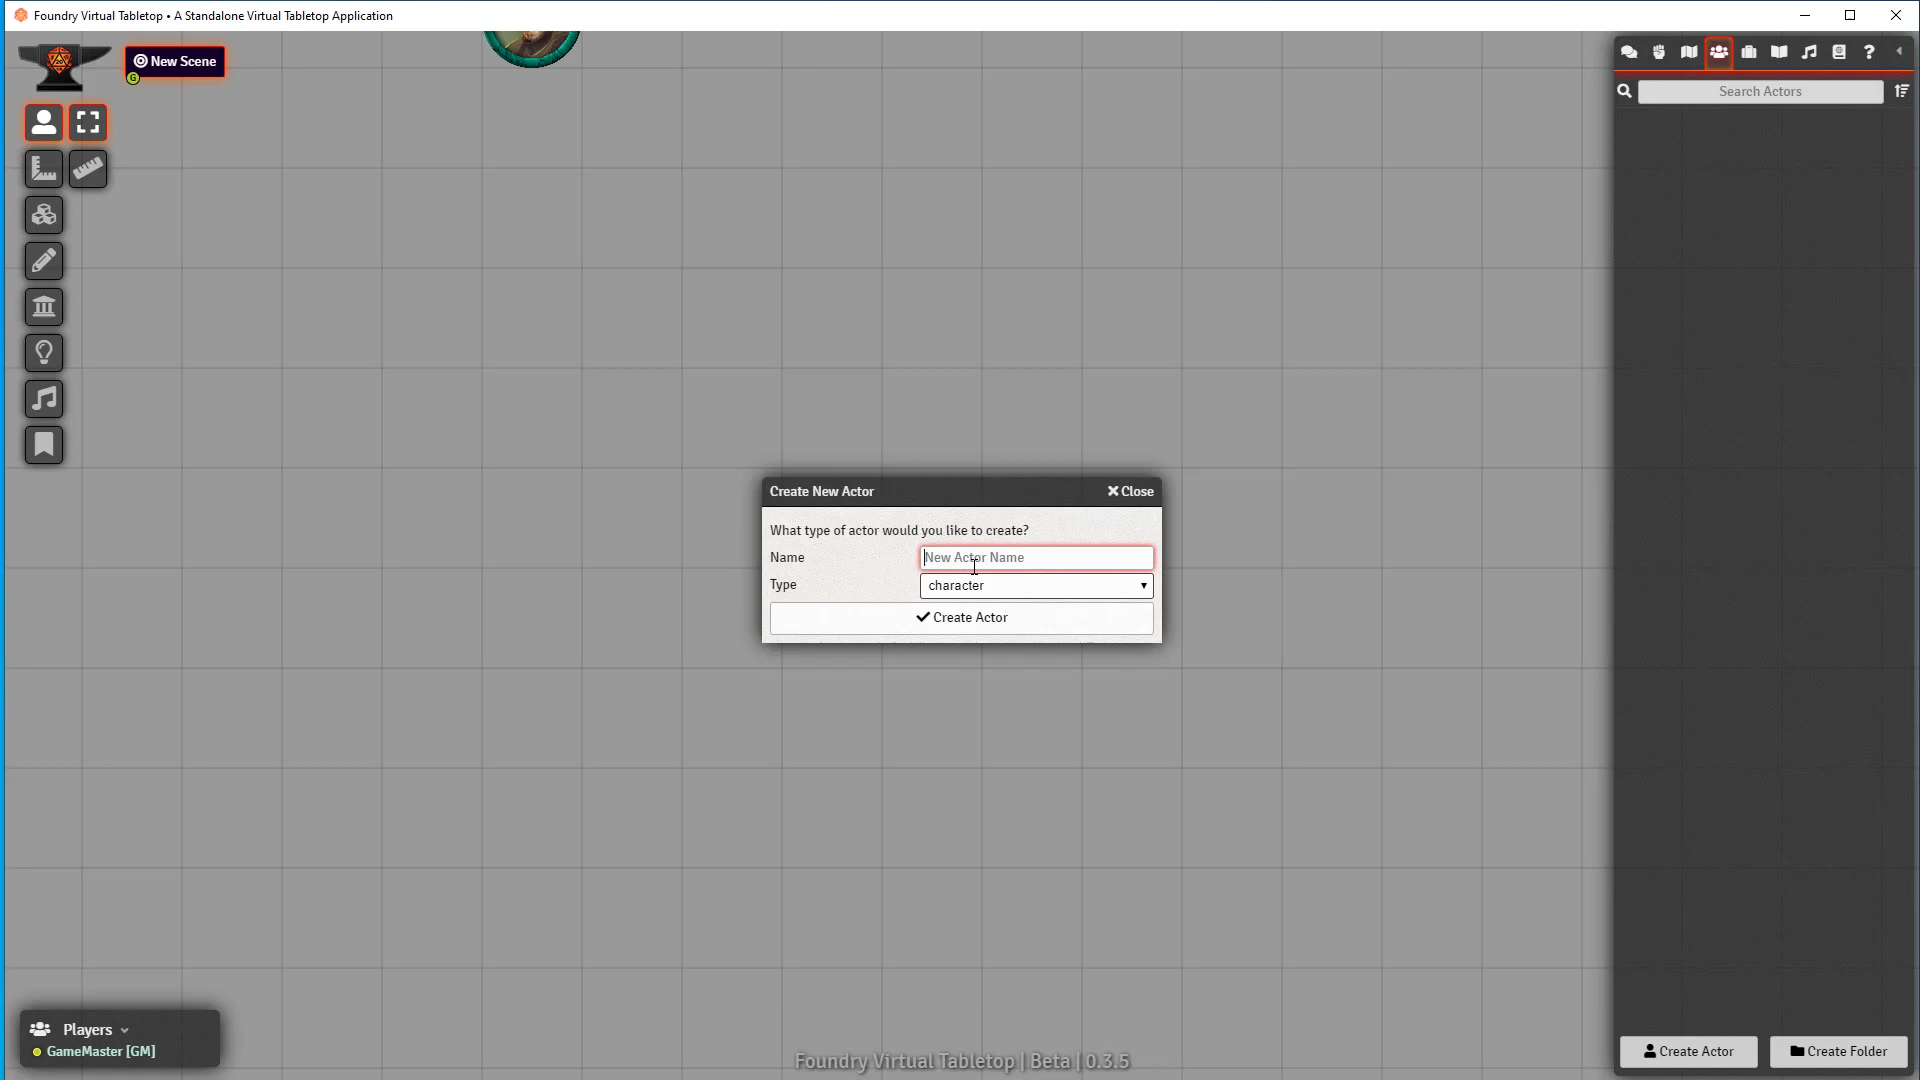 Foundry Virtual Tabletop • A Standalone Virtual Tabletop Application
New Scene
G
Search Actors
Create New Actor
Close
What type of actor would you like to create?
Name
New Actor Name
Type
character
Create Actor
Players
GameMaster [GM]
Foundry Virtual Tabletop | Beta | 0.3.5
Create Actor
Create Folder